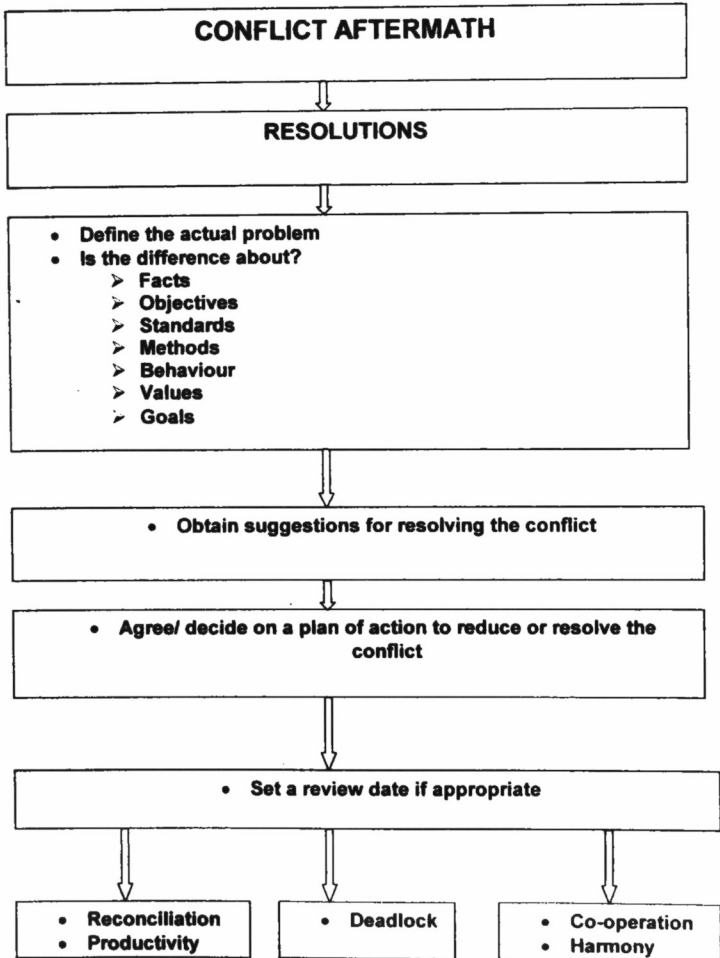 CONFLICT AFTERMATH
RESOLUTIONS
• Define the actual problem
• Is the difference about?
➢ Facts
➢ Objectives
➢ Standards
➢ Methods
➢ Behaviour
➢ Values
➢ Goals
• Obtain suggestions for resolving the conflict
• Agree/ decide on a plan of action to reduce or resolve the
conflict
• Set a review date if appropriate
• Reconciliation
• Productivity
• Deadlock
• Co-operation
• Harmony